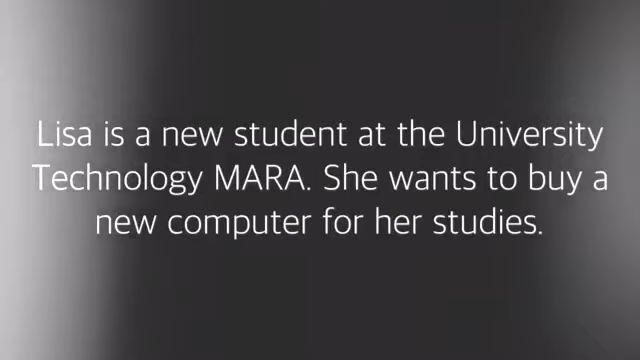 Lisa is a new student at the University
Technology MARA. She wants to buy a
new computer for her studies.